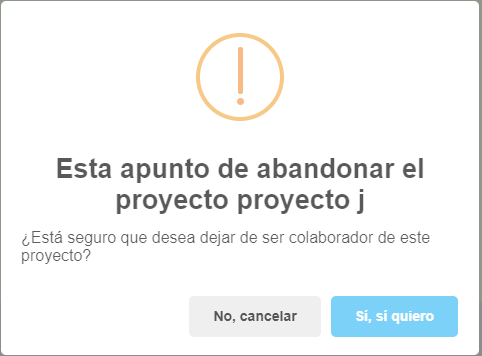 Esta apunto de abandonar el
proyecto proyecto j
¿Está seguro que desea dejar de ser colaborador de este
proyecto?
No, cancelar
Sí, sí quiero